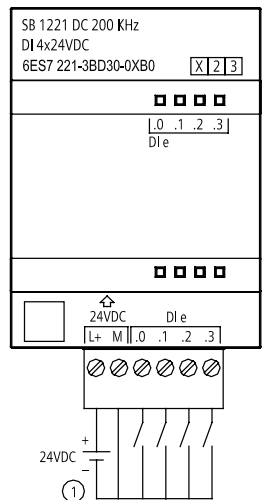 SB 1221 DC 200 KHz
DI 4x24VDC
6ES7 221-3BD30-0XB0 X 2 3
.0 .1 .2 .3
DI e
24VDC DI e
L+ M .0 .1 .2 .3
+
24VDC
–
1